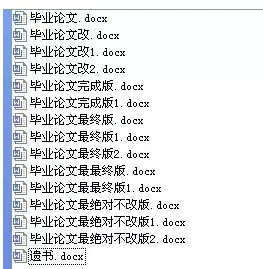 毕业论文.docx
毕业论文改.docx
毕业论文改1.docx
毕业论文改2.docx
毕业论文完成版.docx
毕业论文完成版1.docx
毕业论文最终版.docx
毕业论文最终版1.docx
毕业论文最终版2.docx
毕业论文最最终版.docx
毕业论文最最终版1.docx
毕业论文最绝对不改版.docx
毕业论文最绝对不改版1.docx
毕业论文最绝对不改版2.docx
遗书.docx